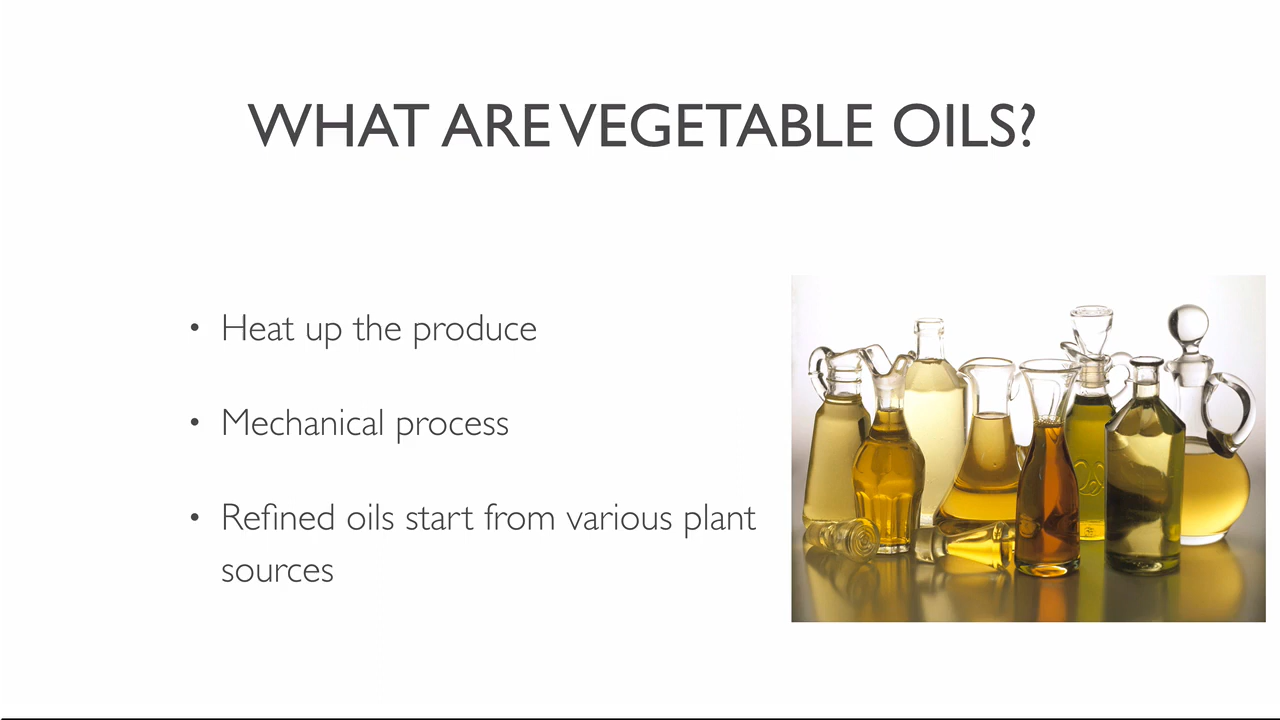 WHAT ARE VEGETABLE OILS?
• Heat up the produce
• Mechanical process
• Refined oils start from various plant
sources